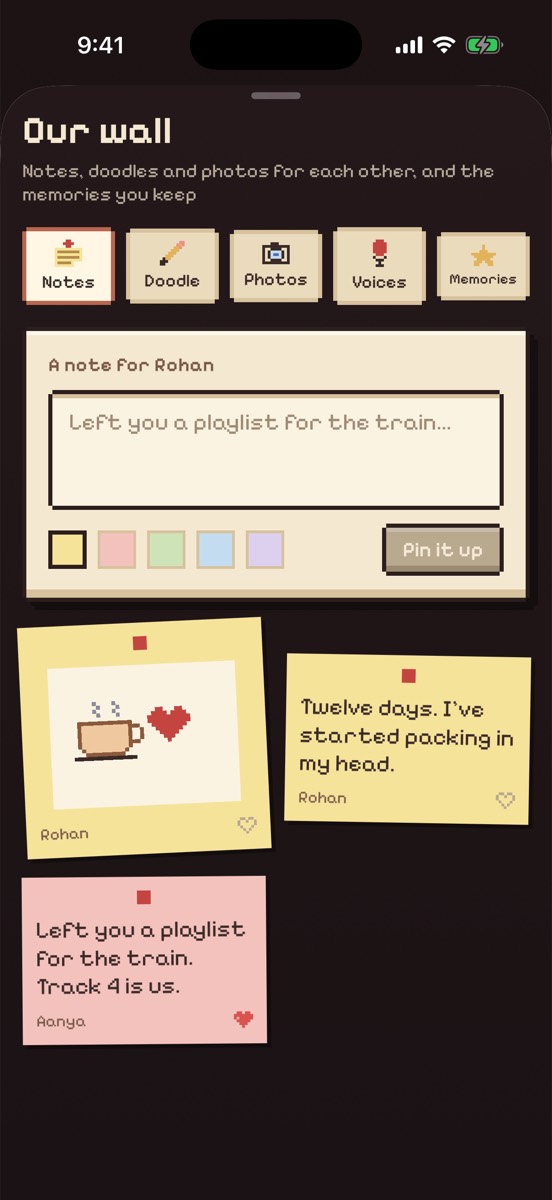 9:41
Our wall
Notes, doodles and photos for each other, and the
memories you keep
Notes
Doodle
Photos
Voices
Memories
A note for Rohan
Left you a playlist for the train...
Pin it up
Rohan
Twelve days. I've
started packing in
my head.
Rohan
Left you a playlist
for the train.
Track 4 is us.
Aanya